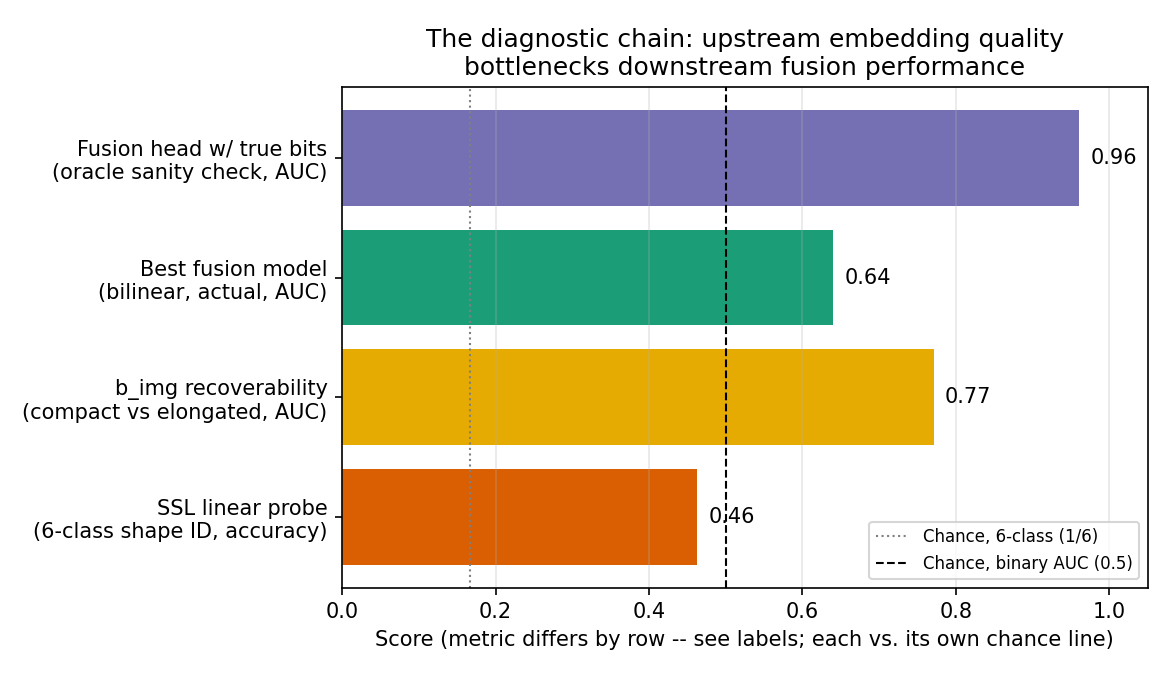 The diagnostic chain: upstream embedding quality
bottlenecks downstream fusion performance
Fusion head w/ true bits
(oracle sanity check, AUC)
0.96
Best fusion model
(bilinear, actual, AUC)
0.64
b_img recoverability
(compact vs elongated, AUC)
0.77
SSL linear probe
(6-class shape ID, accuracy)
0.46
Chance, 6-class (1/6)
Chance, binary AUC (0.5)
0.0 0.2 0.4 0.6 0.8 1.0
Score (metric differs by row -- see labels; each vs. its own chance line)